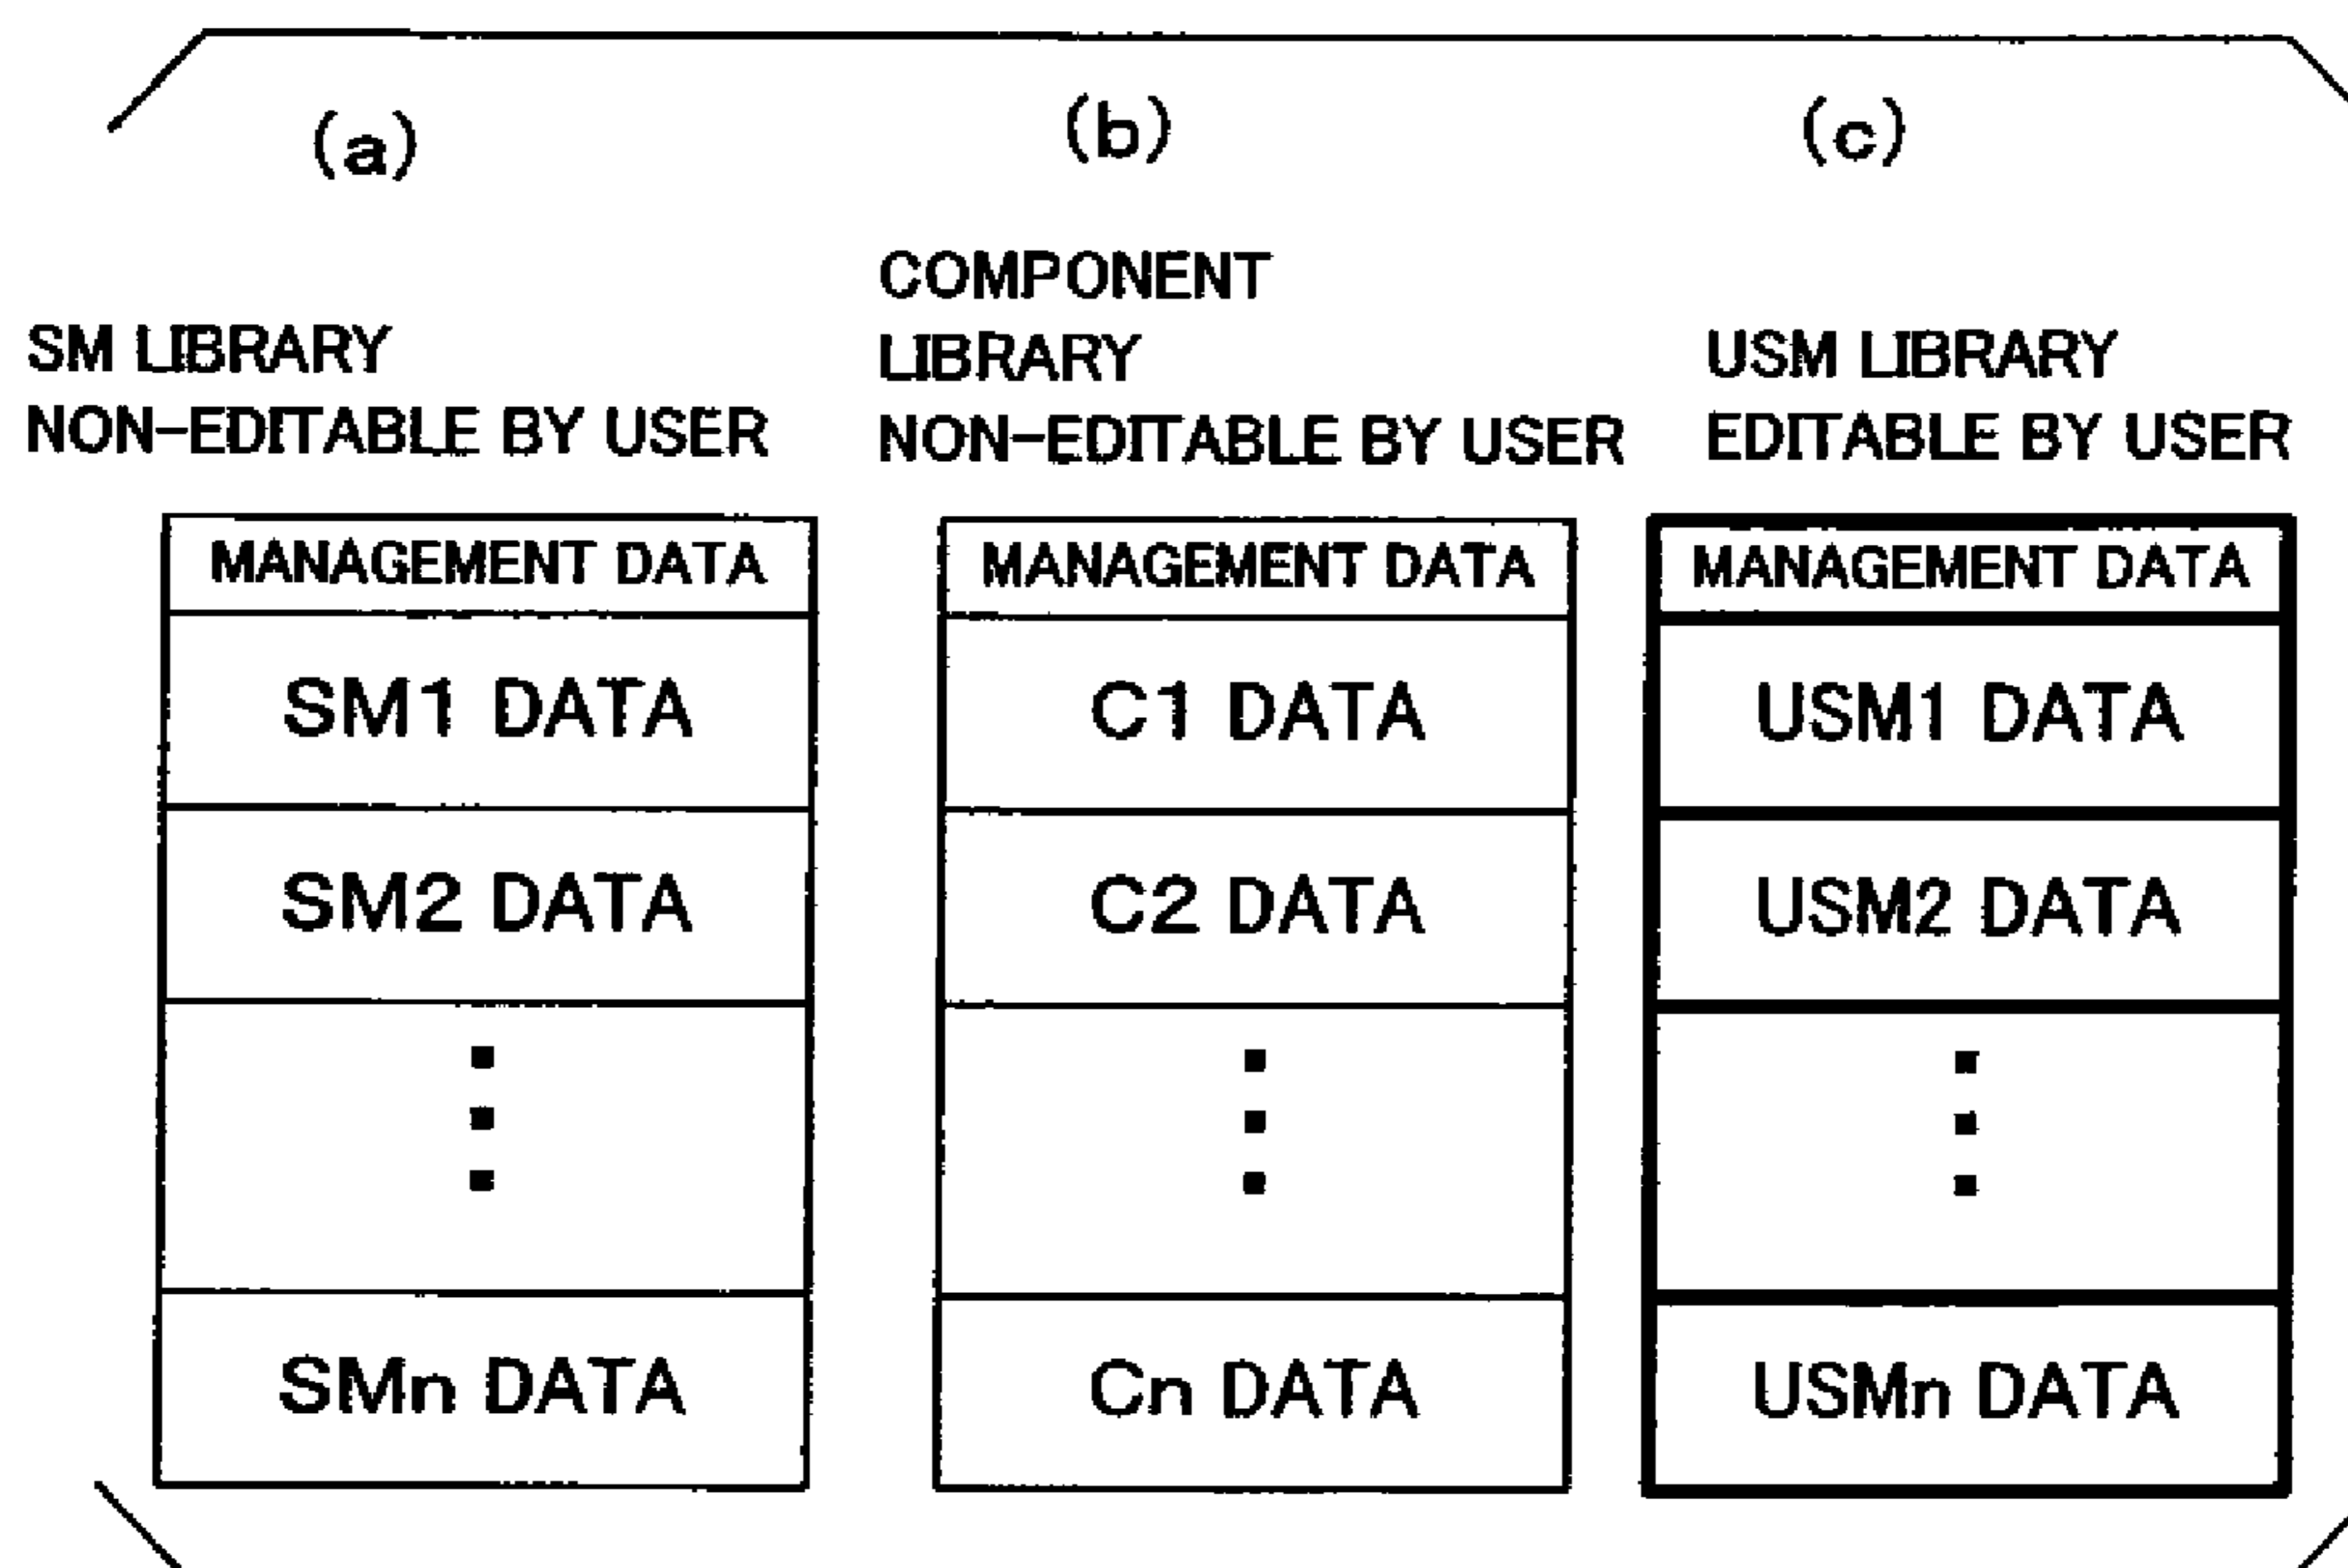 (a)
SM LIBRARY
NON-EDITABLE BY USER
MANAGEMENT DATA
SM1 DATA
SM2 DATA
SMn DATA
(b)
COMPONENT
LIBRARY
NON-EDITABLE BY USER
MANAGEMENT DATA
C1 DATA
C2 DATA
Cn DATA
(c)
USM LIBRARY
EDITABLE BY USER
MANAGEMENT DATA
USM1 DATA
USM2 DATA
USMn DATA